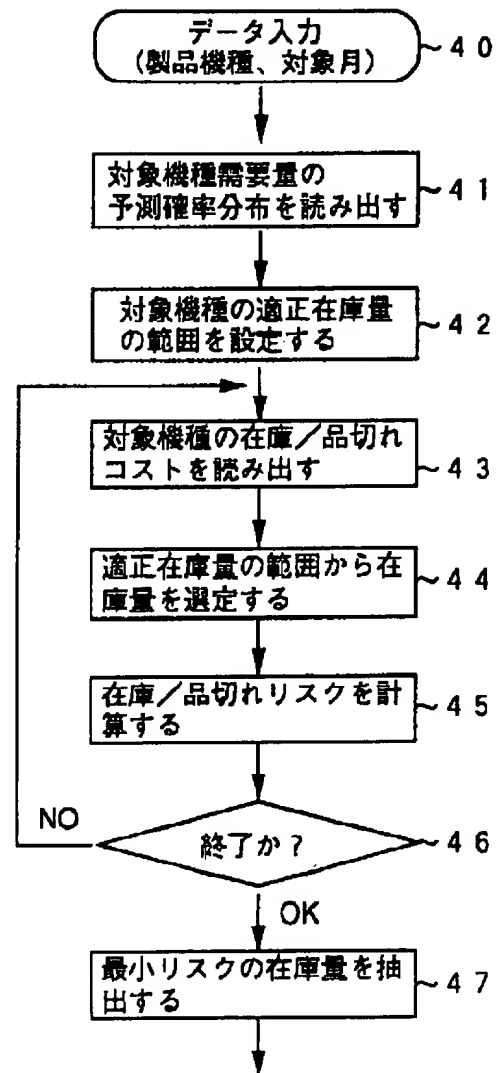 データ入力
(製品機種、対象月)
~40
対象機種需要量の
予測確率分布を読み出す
~41
対象機種の適正在庫量
の範囲を設定する
~42
対象機種の在庫／品切れ
コストを読み出す
~43
適正在庫量の範囲から在
庫量を選定する
~44
在庫／品切れリスクを計
算する
~45
NO
終了か？
~46
OK
最小リスクの在庫量を抽
出する
~47